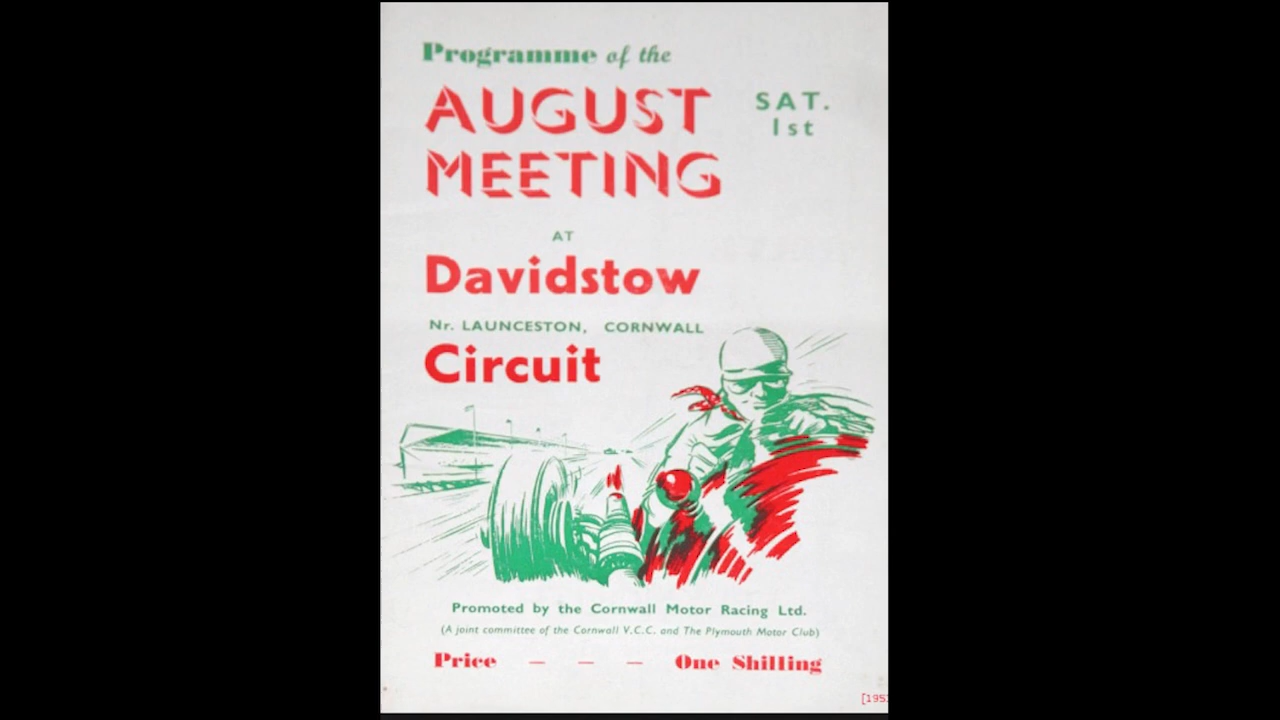 Programme of the
AUGUST
MEETING
SAT.
1st
AT
Davidstow
Nr. LAUNCESTON, CORNWALL
Circuit
Promoted by the Cornwall Motor Racing Ltd.
(A joint committee of the Cornwall V.C.C. and The Plymouth Motor Club)
Price — — — One Shilling